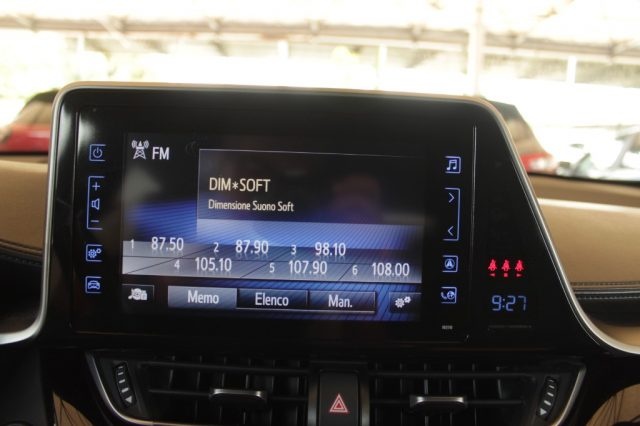 FM
DIM*SOFT
Dimensione Suono Soft
1 87.50 2 87.90 3 98.10
4 105.10 5 107.90 6 108.00
Memo Elenco Man.
9:27